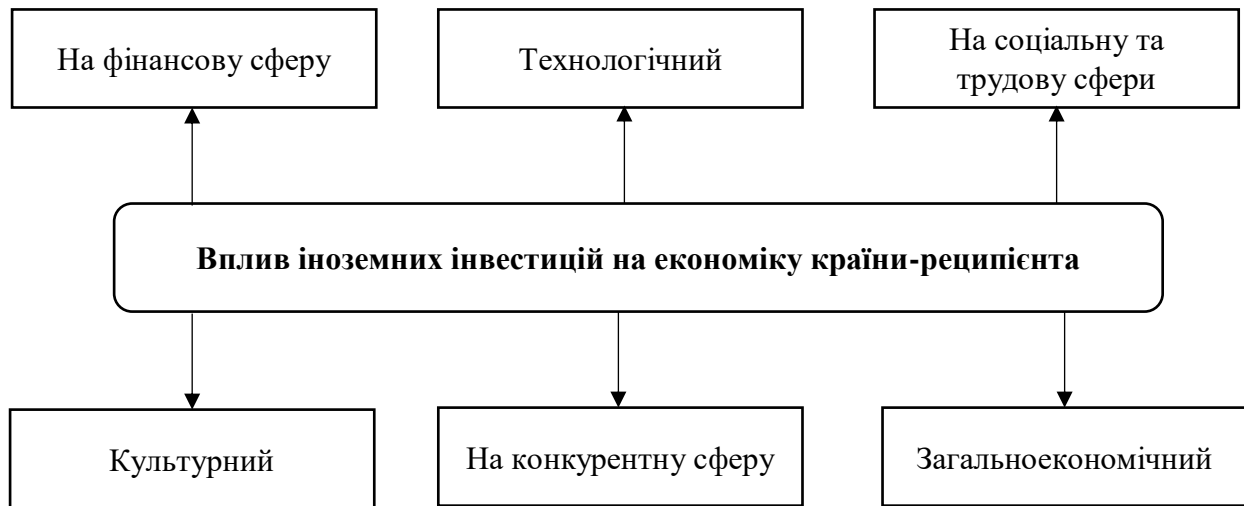 На фінансову сферу
Технологічний
На соціальну та
трудову сфери
Вплив іноземних інвестицій на економіку країни-реципієнта
Культурний
На конкурентну сферу
Загальноекономічний